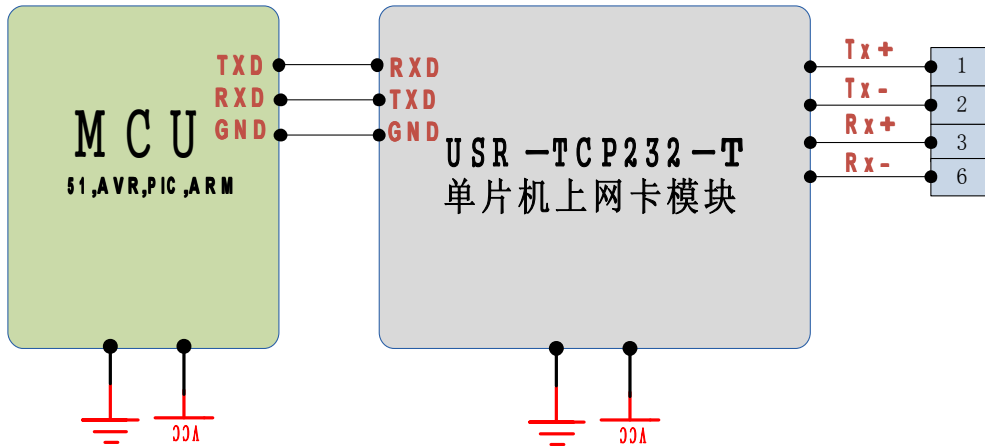 TXD
RXD
GND
MCU
51,AVR,PIC,ARM
RXD
TXD
GND
USR-TCP232-T
单片机上网卡模块
Tx+
Tx-
Rx+
Rx-
1
2
3
6
VCC
VCC